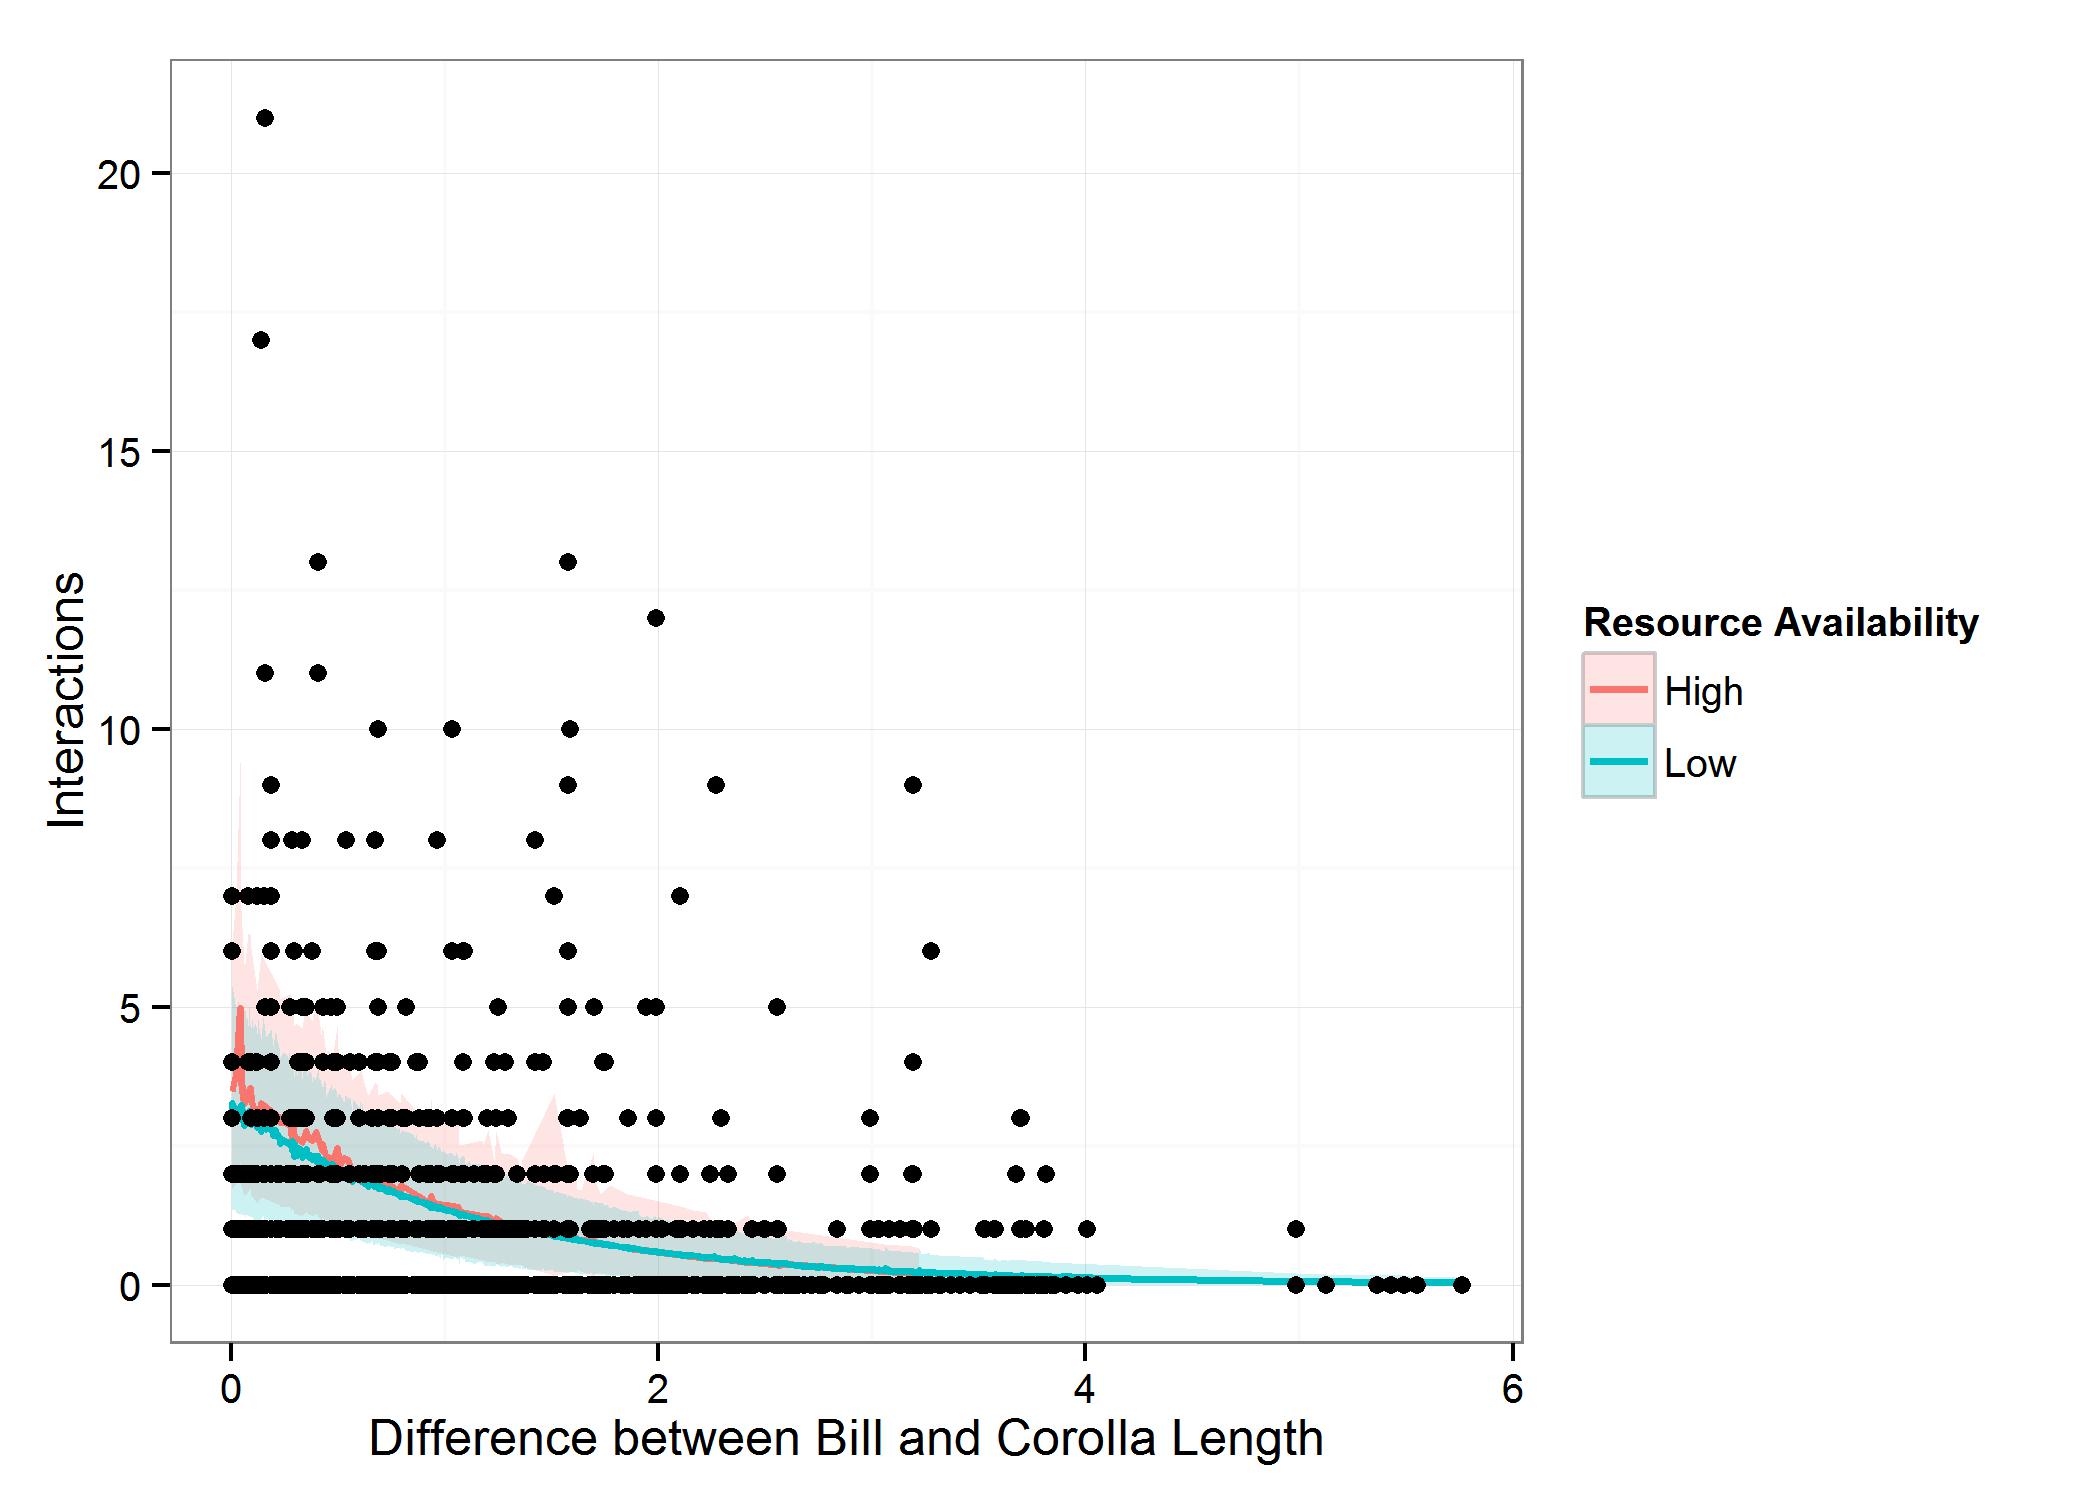 20
15
10
5
0
0 2 4 6
Interactions
Difference between Bill and Corolla Length
Resource Availability
High
Low